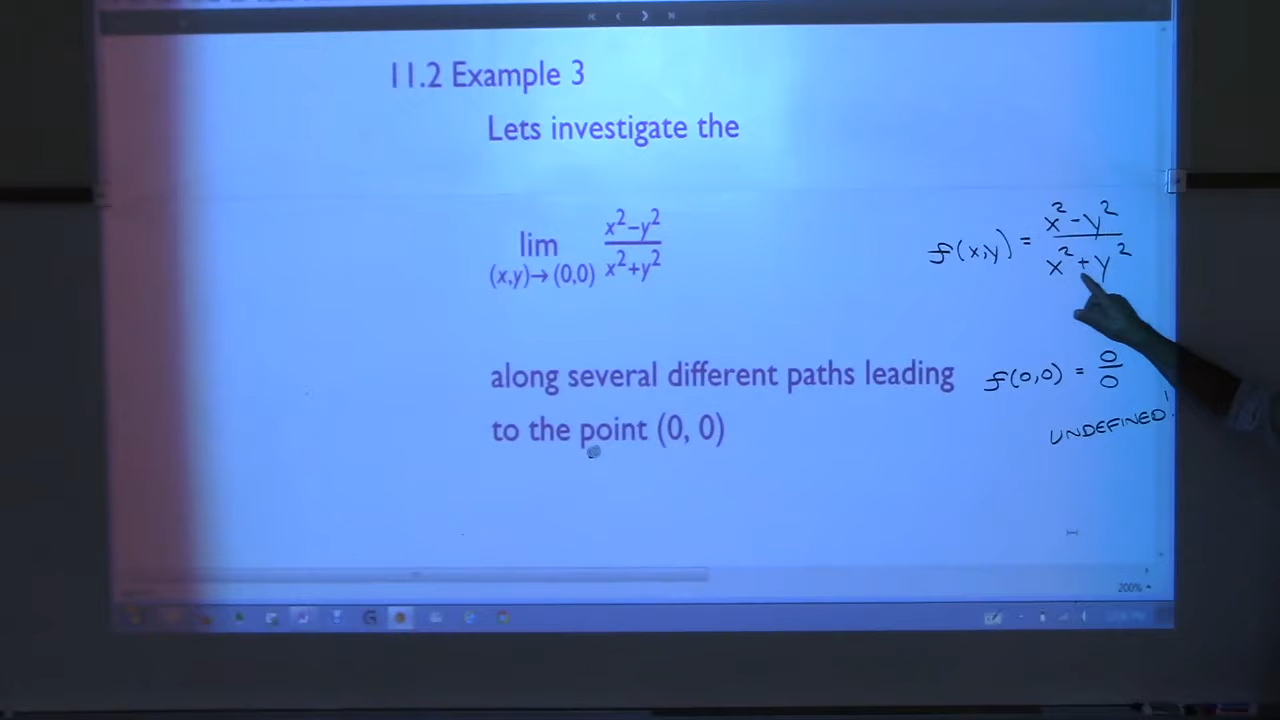 11.2 Example 3
Lets investigate the
lim (x,y)→(0,0) x²−y² / x²+y²
f(x,y) = x²−y² / x²+y²
along several different paths leading
to the point (0, 0)
f(0,0) = 0/0
UNDEFINED!
200%